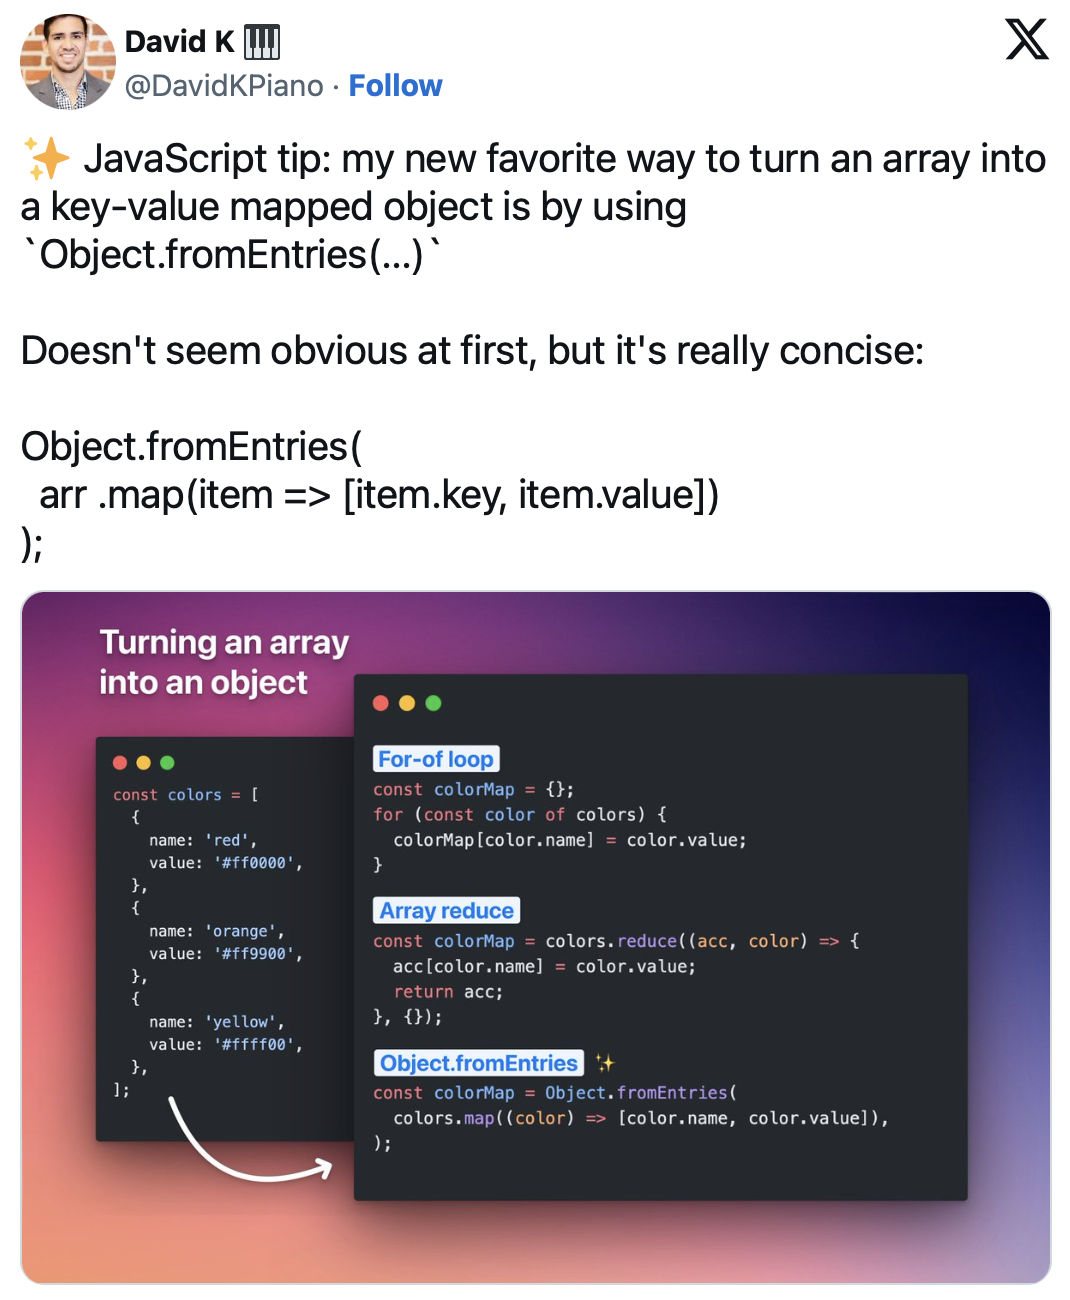 David K 🎹
@DavidKPiano · Follow
✨ JavaScript tip: my new favorite way to turn an array into
a key-value mapped object is by using
`Object.fromEntries(...)`
Doesn't seem obvious at first, but it's really concise:
Object.fromEntries(
  arr .map(item => [item.key, item.value])
);
Turning an array
into an object
const colors = [
  {
    name: 'red',
    value: '#ff0000',
  },
  {
    name: 'orange',
    value: '#ff9900',
  },
  {
    name: 'yellow',
    value: '#ffff00',
  },
];
For-of loop
const colorMap = {};
for (const color of colors) {
  colorMap[color.name] = color.value;
}
Array reduce
const colorMap = colors.reduce((acc, color) => {
  acc[color.name] = color.value;
  return acc;
}, {});
Object.fromEntries ✨
const colorMap = Object.fromEntries(
  colors.map((color) => [color.name, color.value]),
);